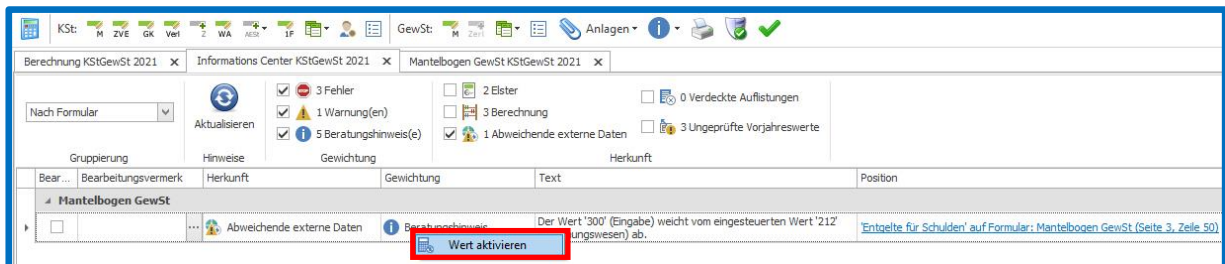 KSt: M ZVE GK Verl Z WA AESt 1F GewSt: M Zerl Anlagen
Berechnung KStGewSt 2021 x Informations Center KStGewSt 2021 x Mantelbogen GewSt KStGewSt 2021 x
Nach Formular Aktualisieren 3 Fehler 2 Elster 0 Verdeckte Auflistungen
1 Warnung(en) 3 Berechnung 3 Ungeprüfte Vorjahreswerte
5 Beratungshinweis(e) 1 Abweichende externe Daten
Gruppierung Hinweise Gewichtung Herkunft
Bear... Bearbeitungsvermerk Herkunft Gewichtung Text Position
Mantelbogen GewSt
... Abweichende externe Daten Beratungshinweis Der Wert '300' (Eingabe) weicht vom eingesteuerten Wert '212' 'Entgelte für Schulden' auf Formular: Mantelbogen GewSt (Seite 3, Zeile 50)
ungswesen) ab.
Wert aktivieren